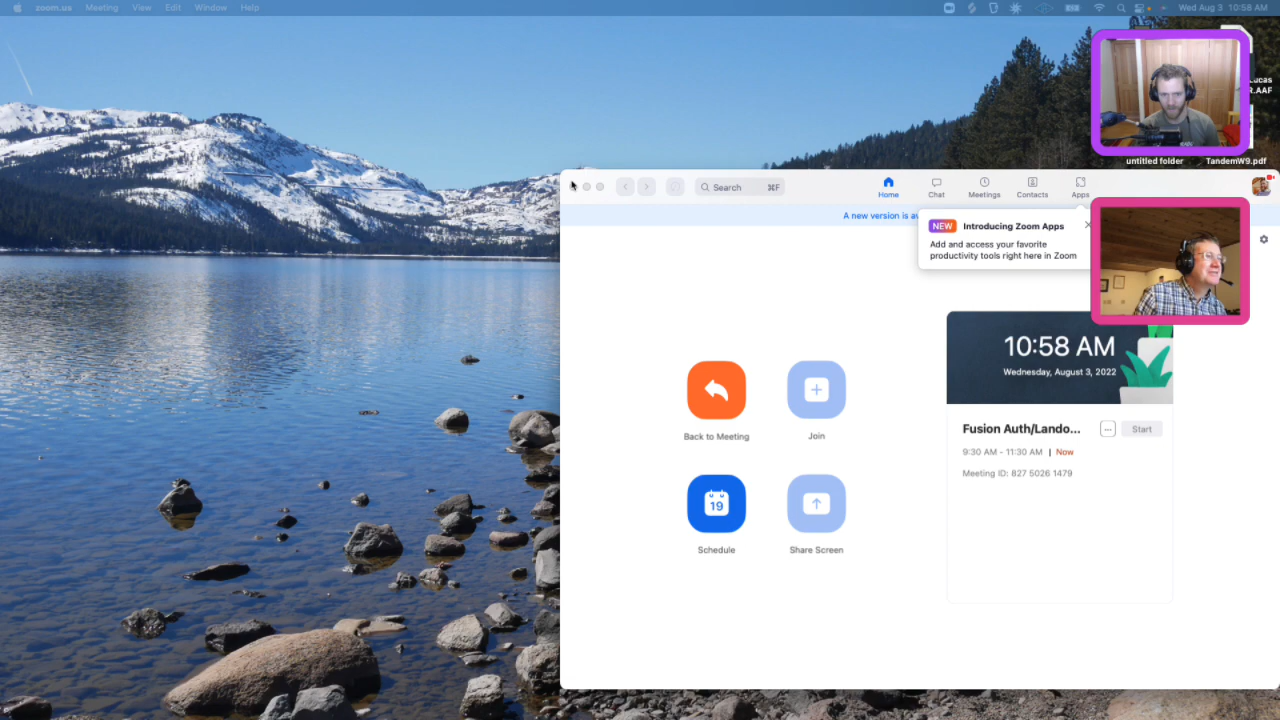 zoom.us Meeting View Edit Window Help
Wed Aug 3 10:58 AM
Lucas
R.AAF
untitled folder
TandemW9.pdf
Search ⌘F
Home
Chat
Meetings
Contacts
Apps
A new version is av
NEW Introducing Zoom Apps
Add and access your favorite
productivity tools right here in Zoom
10:58 AM
Wednesday, August 3, 2022
Back to Meeting
Join
Fusion Auth/Lando...
...
Start
9:30 AM - 11:30 AM | Now
Meeting ID: 827 5026 1479
19
Schedule
Share Screen